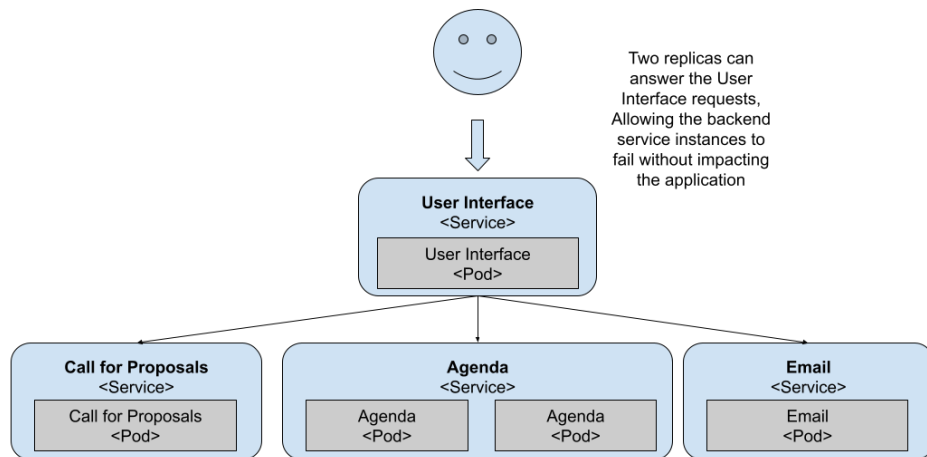 Two replicas can
answer the User
Interface requests,
Allowing the backend
service instances to
fail without impacting
the application
User Interface
<Service>
User Interface
<Pod>
Call for Proposals
<Service>
Call for Proposals
<Pod>
Agenda
<Service>
Agenda
<Pod>
Agenda
<Pod>
Email
<Service>
Email
<Pod>